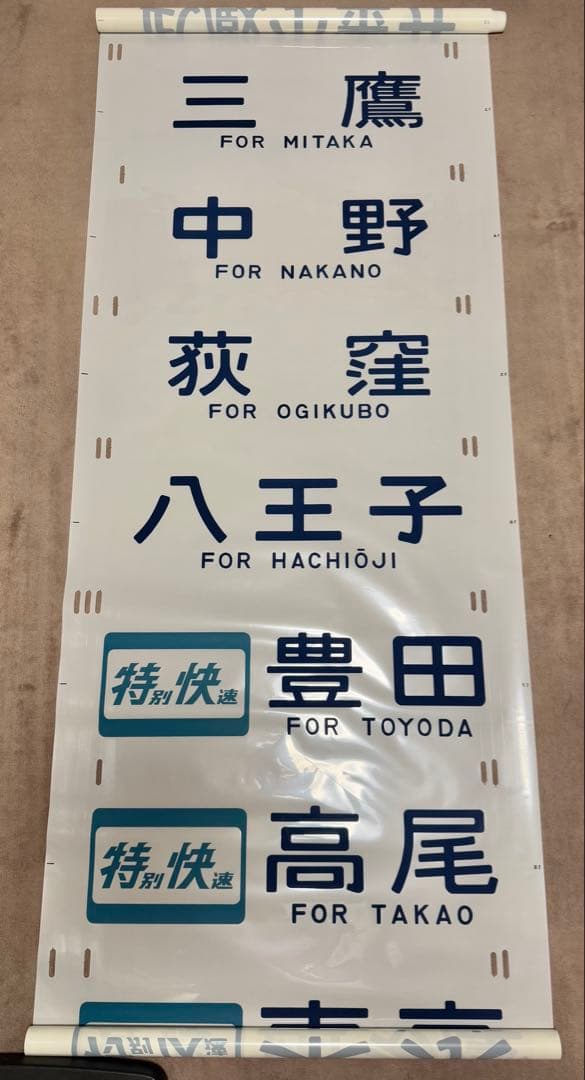 三鷹
FOR MITAKA
中野
FOR NAKANO
荻窪
FOR OGIKUBO
八王子
FOR HACHIŌJI
特別快速 豊田
FOR TOYODA
特別快速 高尾
FOR TAKAO